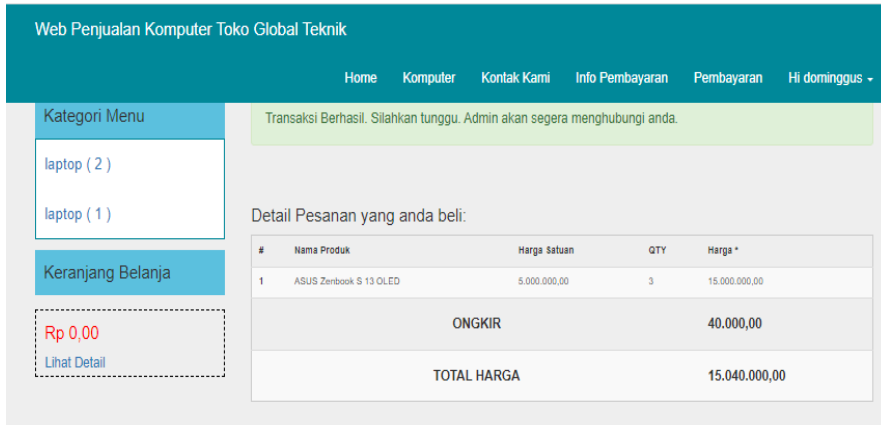 Web Penjualan Komputer Toko Global Teknik
Home Komputer Kontak Kami Info Pembayaran Pembayaran Hi dominggus
Kategori Menu
laptop ( 2 )
laptop ( 1 )
Keranjang Belanja
Rp 0,00
Lihat Detail
Transaksi Berhasil. Silahkan tunggu. Admin akan segera menghubungi anda.
Detail Pesanan yang anda beli:
# Nama Produk Harga Satuan QTY Harga *
1 ASUS Zenbook S 13 OLED 5.000.000,00 3 15.000.000,00
ONGKIR 40.000,00
TOTAL HARGA 15.040.000,00